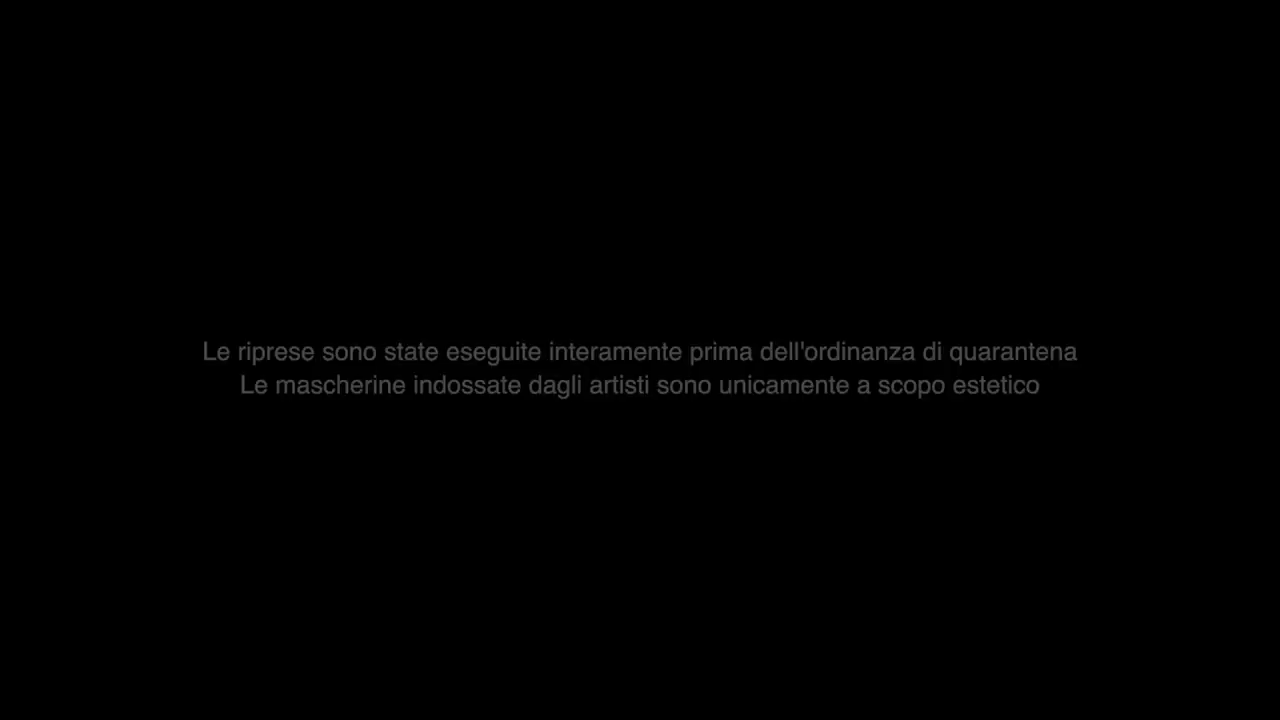 Le riprese sono state eseguite interamente prima dell'ordinanza di quarantena
Le mascherine indossate dagli artisti sono unicamente a scopo estetico